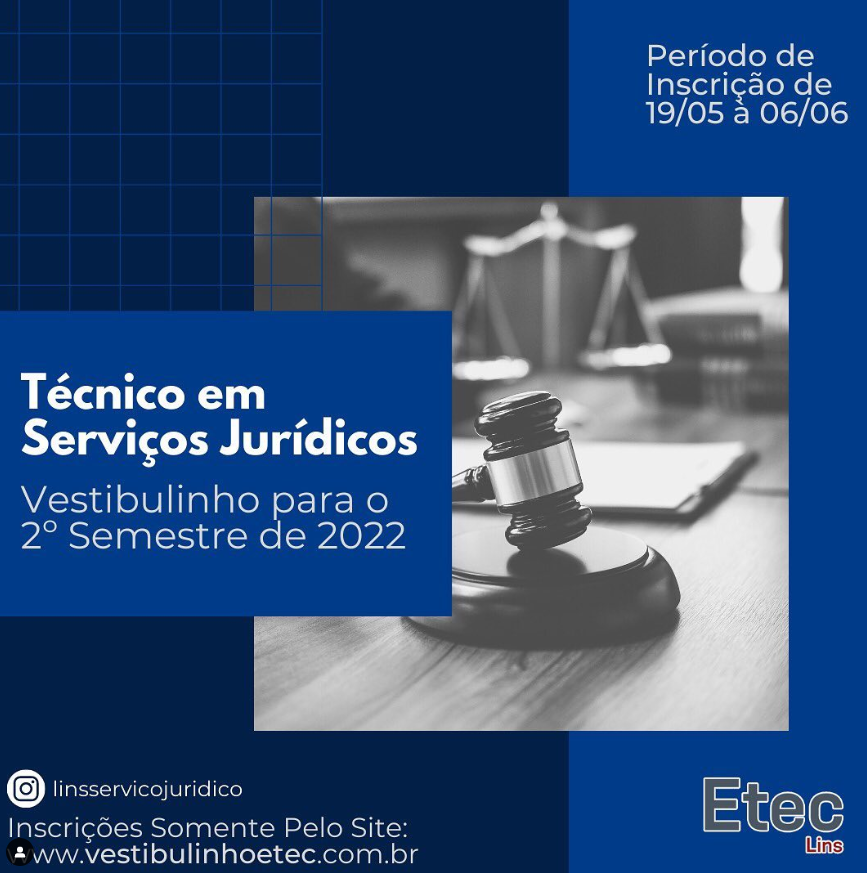 Período de
Inscrição de
19/05 à 06/06
Técnico em
Serviços Jurídicos
Vestibulinho para o
2º Semestre de 2022
linsservicojuridico
Inscrições Somente Pelo Site:
www.vestibulinhoetec.com.br
Etec
Lins